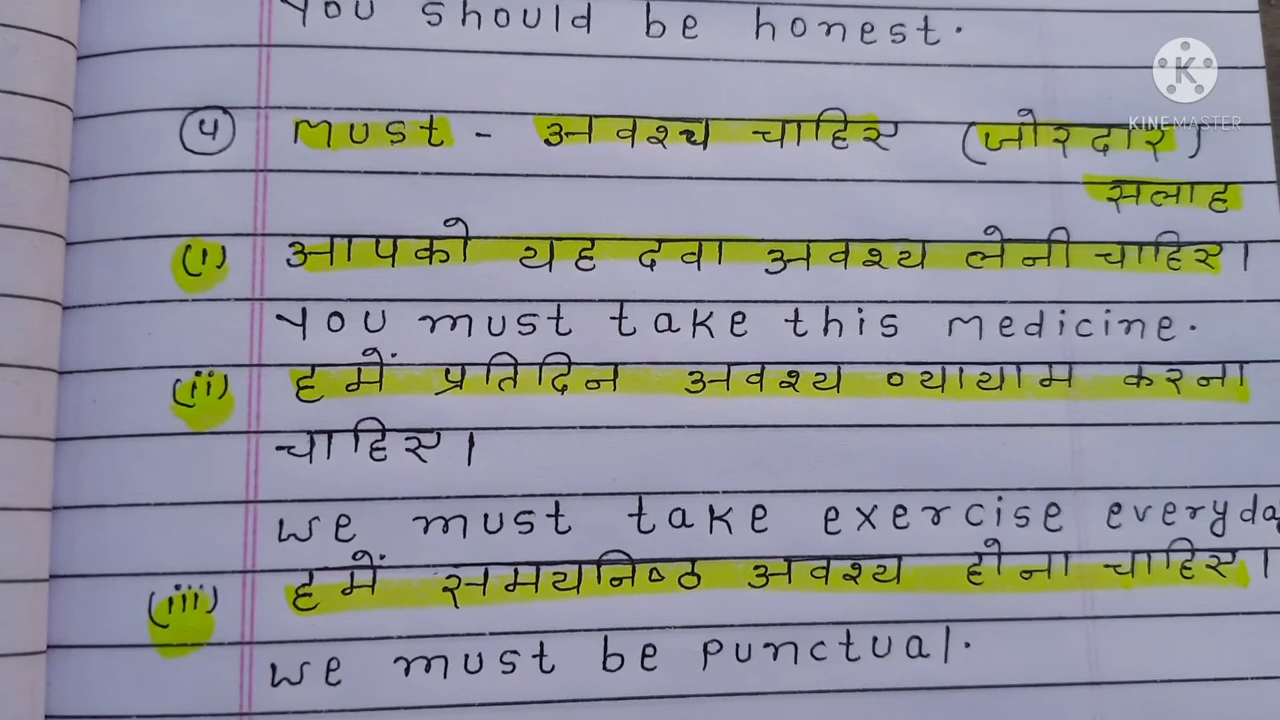 You should be honest.
५ Must - अवश्य चाहिए (जोरदार)
सलाह
(i) आपको यह दवा अवश्य लेनी चाहिए।
You must take this medicine.
(ii) हमें प्रतिदिन अवश्य व्यायाम करना
चाहिए।
We must take exercise everyda
(iii) हमें समयनिष्ठ अवश्य होना चाहिए।
We must be punctual.
K
KINEMASTER